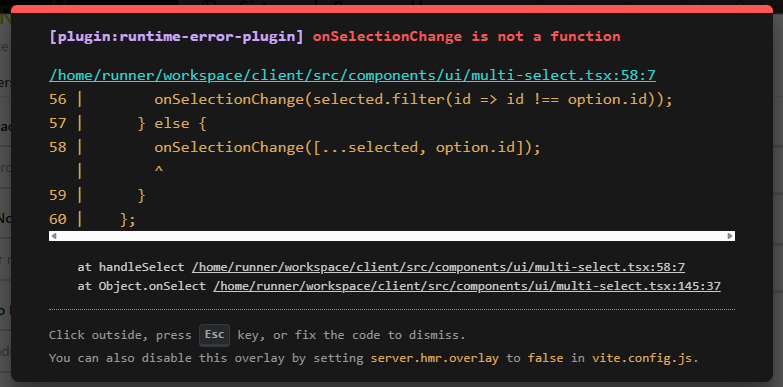 [plugin:runtime-error-plugin] onSelectionChange is not a function
/home/runner/workspace/client/src/components/ui/multi-select.tsx:58:7
56 |        onSelectionChange(selected.filter(id => id !== option.id));
57 |      } else {
58 |        onSelectionChange([...selected, option.id]);
   |        ^
59 |      }
60 |    };
at handleSelect /home/runner/workspace/client/src/components/ui/multi-select.tsx:58:7
at Object.onSelect /home/runner/workspace/client/src/components/ui/multi-select.tsx:145:37
Click outside, press Esc key, or fix the code to dismiss.
You can also disable this overlay by setting server.hmr.overlay to false in vite.config.js.